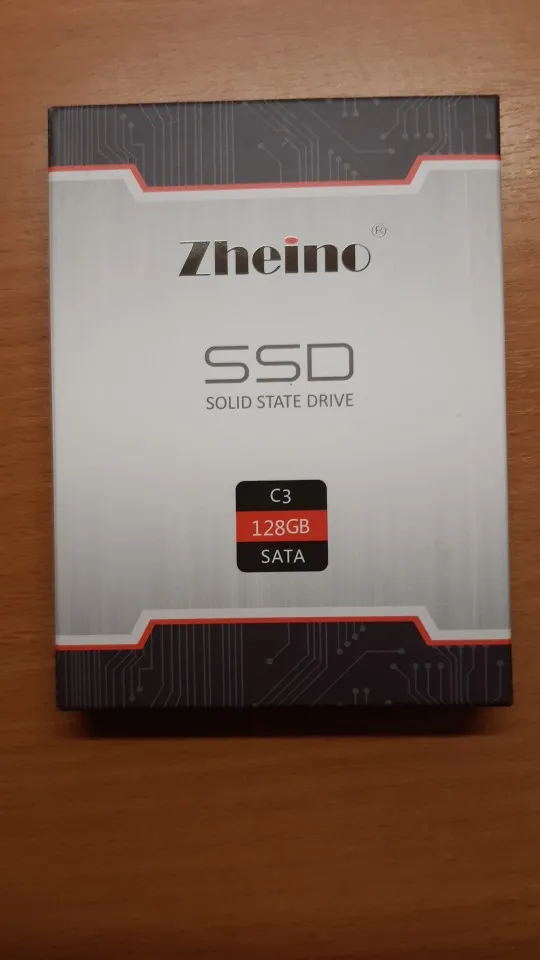 Zheino ®
SSD
SOLID STATE DRIVE
C3
128GB
SATA